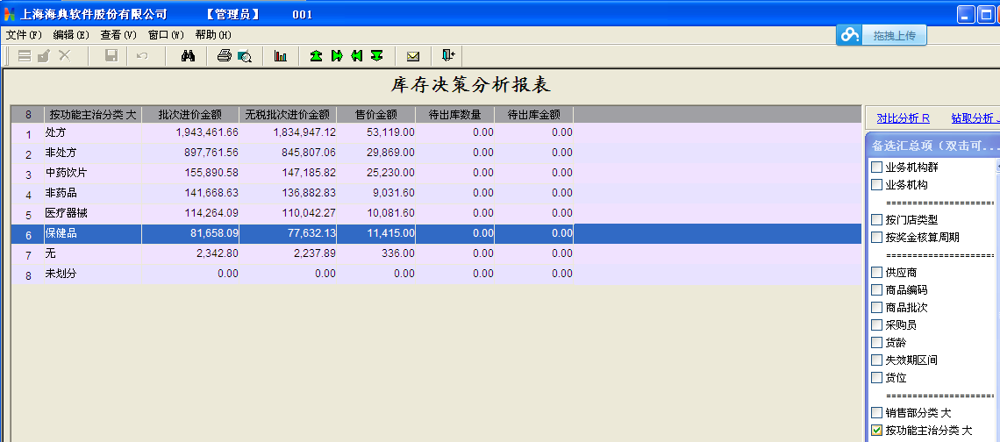 上海海典软件股份有限公司 【管理员】 001
文件(F) 编辑(E) 查看(V) 窗口(W) 帮助(H)
拖拽上传
库存决策分析报表
8 按功能主治分类 大 批次进价金额 无税批次进价金额 售价金额 待出库数量 待出库金额
1 处方 1,943,461.66 1,834,947.12 53,119.00 0.00 0.00
2 非处方 897,761.56 845,807.06 29,869.00 0.00 0.00
3 中药饮片 155,890.58 147,185.82 25,230.00 0.00 0.00
4 非药品 141,668.63 136,882.83 9,031.60 0.00 0.00
5 医疗器械 114,264.09 110,042.27 10,081.60 0.00 0.00
6 保健品 81,658.09 77,632.13 11,415.00 0.00 0.00
7 无 2,342.80 2,237.89 336.00 0.00 0.00
8 未划分 0.00 0.00 0.00 0.00 0.00
对比分析 R 钻取分析
备选汇总项（双击可...
业务机构群
业务机构
=====================
按门店类型
按奖金核算周期
=====================
供应商
商品编码
商品批次
采购员
货龄
失效期区间
货位
=====================
销售部分类 大
按功能主治分类 大